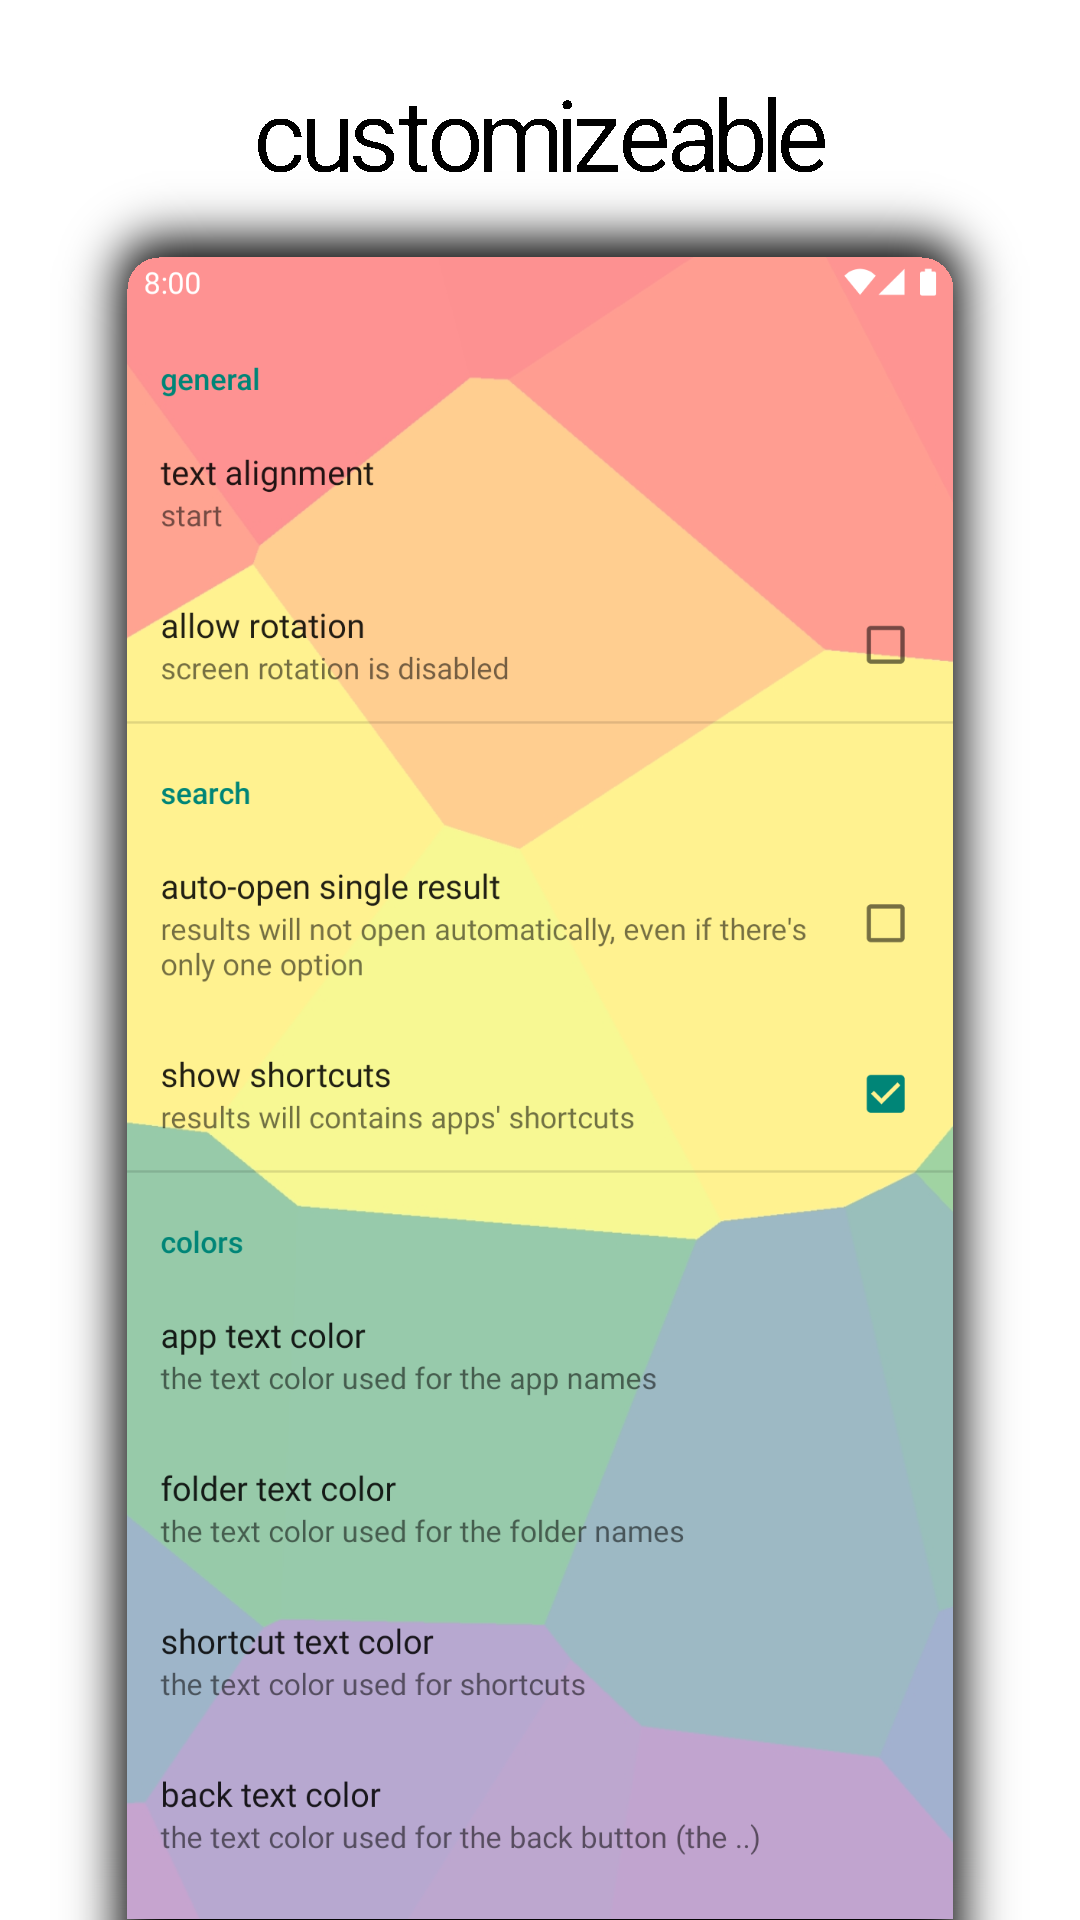 customizeable
8:00
general
text alignment
start
allow rotation
screen rotation is disabled
search
auto-open single result
results will not open automatically, even if there's
only one option
show shortcuts
results will contains apps' shortcuts
colors
app text color
the text color used for the app names
folder text color
the text color used for the folder names
shortcut text color
the text color used for shortcuts
back text color
the text color used for the back button (the ..)